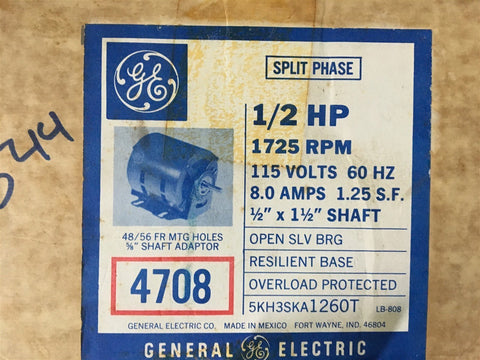 GE
SPLIT PHASE
1/2 HP
1725 RPM
115 VOLTS 60 HZ
8.0 AMPS 1.25 S.F.
½" x 1½" SHAFT
48/56 FR MTG HOLES
⅝" SHAFT ADAPTOR
4708
OPEN SLV BRG
RESILIENT BASE
OVERLOAD PROTECTED
5KH3SKA1260T LB-808
GENERAL ELECTRIC CO. MADE IN MEXICO FORT WAYNE, IND. 46804
GENERAL GE ELECTRIC